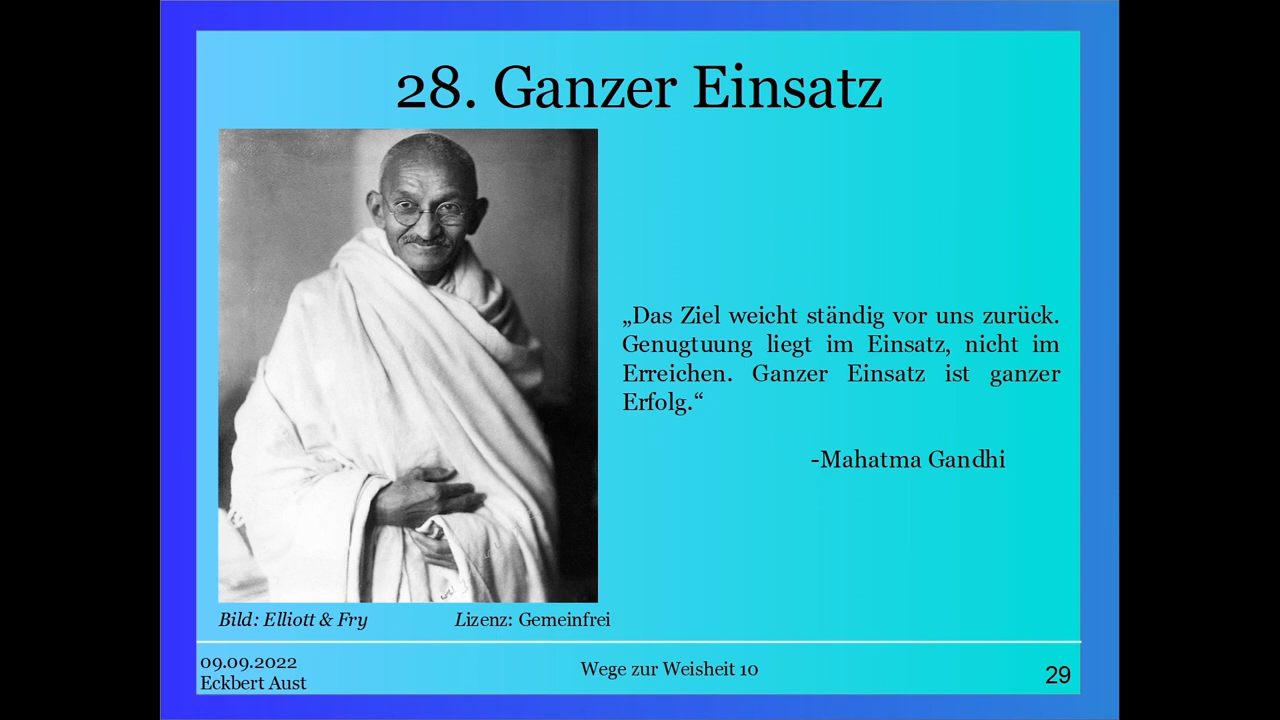 28. Ganzer Einsatz
„Das Ziel weicht ständig vor uns zurück.
Genugtuung liegt im Einsatz, nicht im
Erreichen. Ganzer Einsatz ist ganzer
Erfolg.“
-Mahatma Gandhi
Bild: Elliott & Fry Lizenz: Gemeinfrei
09.09.2022
Eckbert Aust
Wege zur Weisheit 10
29